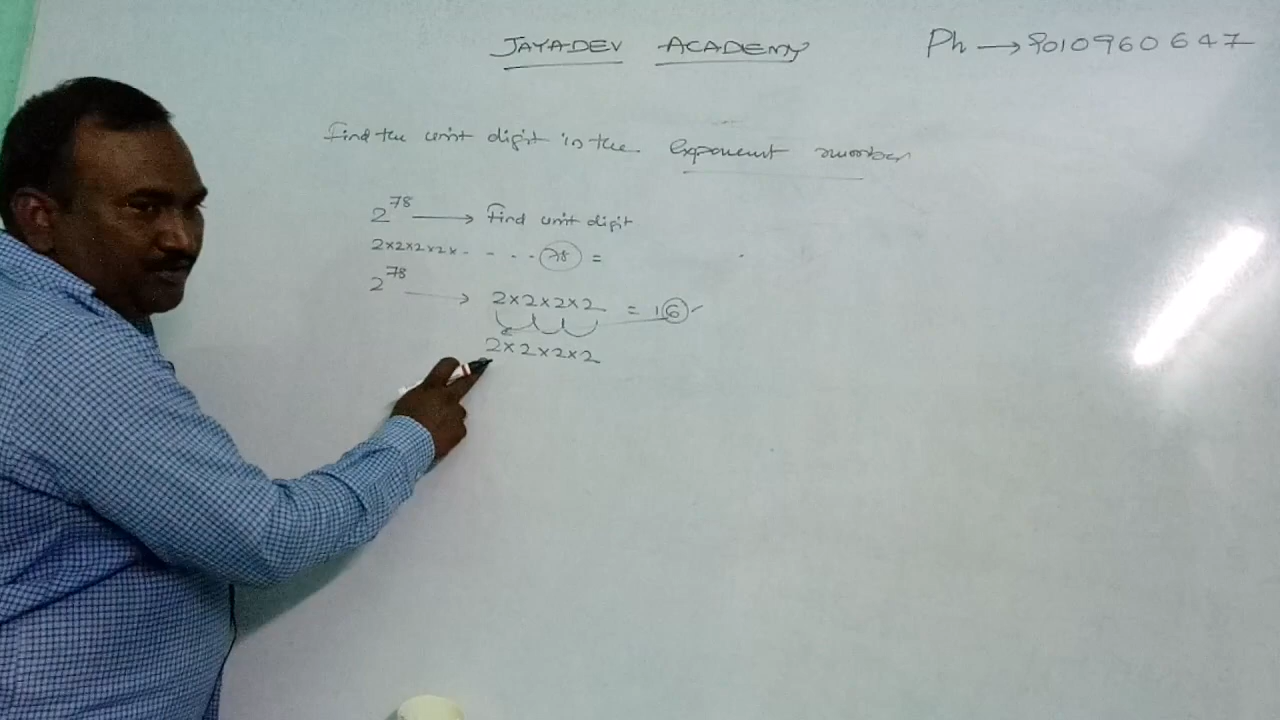 JAYADEV ACADEMY
Ph → 9010960647
Find the unit digit in the exponent number
2^78 → Find unit digit
2×2×2×2×- - - - - (78) =
2^78 → 2×2×2×2 = 16
2×2×2×2